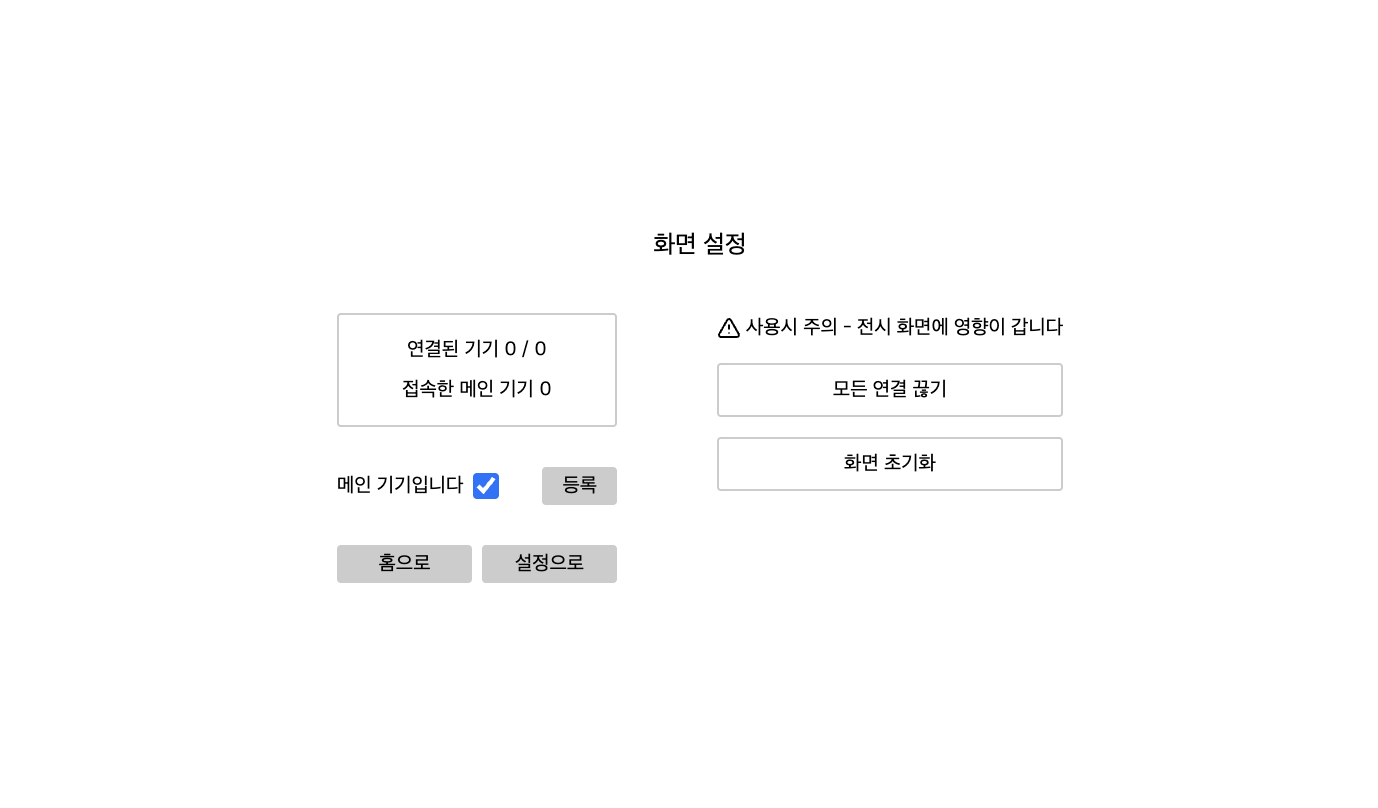 화면 설정
연결된 기기 0 / 0
접속한 메인 기기 0
메인 기기입니다
등록
홈으로
설정으로
사용시 주의 - 전시 화면에 영향이 갑니다
모든 연결 끊기
화면 초기화